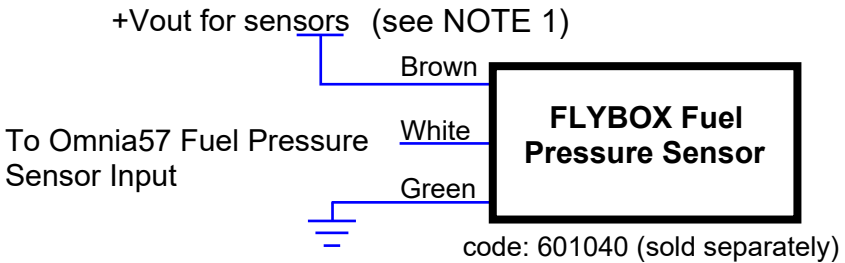 +Vout for sensors (see NOTE 1)
Brown
FLYBOX Fuel
Pressure Sensor
White
To Omnia57 Fuel Pressure
Sensor Input
Green
code: 601040 (sold separately)